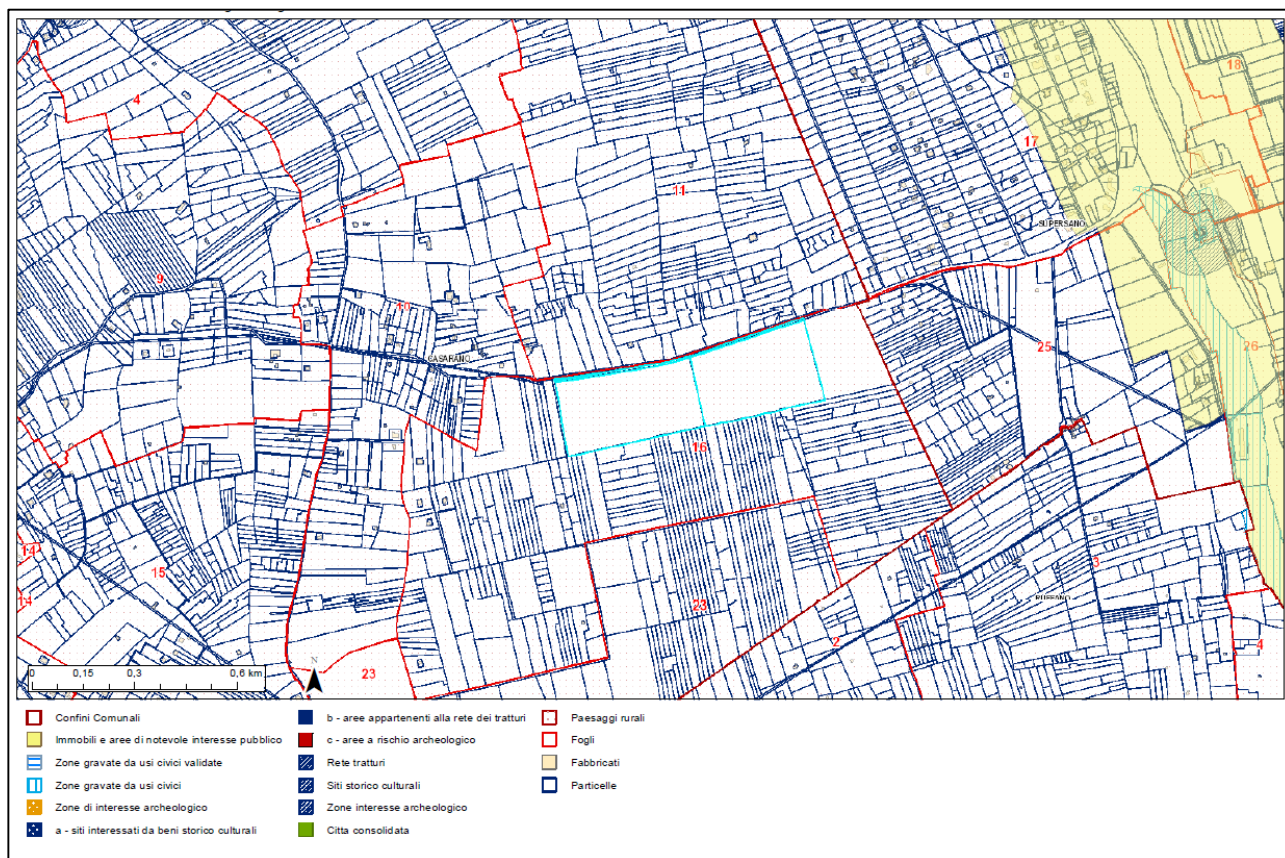 18
4
17
11
SUPERSANO
9
10
CASARANO
25
26
16
14
15
3
14
23
RUFFANO
2
4
23
N
0 0,15 0,3 0,6 km
Confini Comunali
Immobili e aree di notevole interesse pubblico
Zone gravate da usi civici validate
Zone gravate da usi civici
Zone di interesse archeologico
a - siti interessati da beni storico culturali
b - aree appartenenti alla rete dei tratturi
c - aree a rischio archeologico
Rete tratturi
Siti storico culturali
Zone interesse archeologico
Citta consolidata
Paesaggi rurali
Fogli
Fabbricati
Particelle